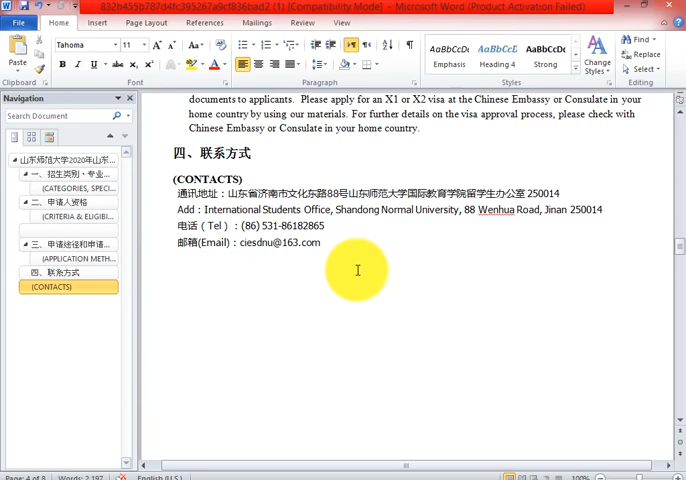 832b455b787d4fc395267a9cf836bad2 (1) [Compatibility Mode] - Microsoft Word (Product Activation Failed)
File Home Insert Page Layout References Mailings Review View
Paste
Tahoma
Find
Replace
Select
AaBbCcDc AaBbCcDc AaBbCcDc
Emphasis Heading 4 Strong
Change Styles
Clipboard Font Paragraph Styles Editing
Navigation
Search Document
山东师范大学2020年山东...
一、招生类别、专业...
(CATEGORIES, SPECI...
二、申请人资格
(CRITERIA & ELIGIBI...
三、申请途径和申请...
(APPLICATION METH...
四、联系方式
(CONTACTS)
documents to applicants. Please apply for an X1 or X2 visa at the Chinese Embassy or Consulate in your
home country by using our materials. For further details on the visa approval process, please check with
Chinese Embassy or Consulate in your home country.
四、联系方式
(CONTACTS)
通讯地址：山东省济南市文化东路88号山东师范大学国际教育学院留学生办公室 250014
Add：International Students Office, Shandong Normal University, 88 Wenhua Road, Jinan 250014
电话（Tel）：(86) 531-86182865
邮箱(Email)：ciesdnu@163.com
Page: 4 of 8 Words: 2,197 English (U.S.) 100%